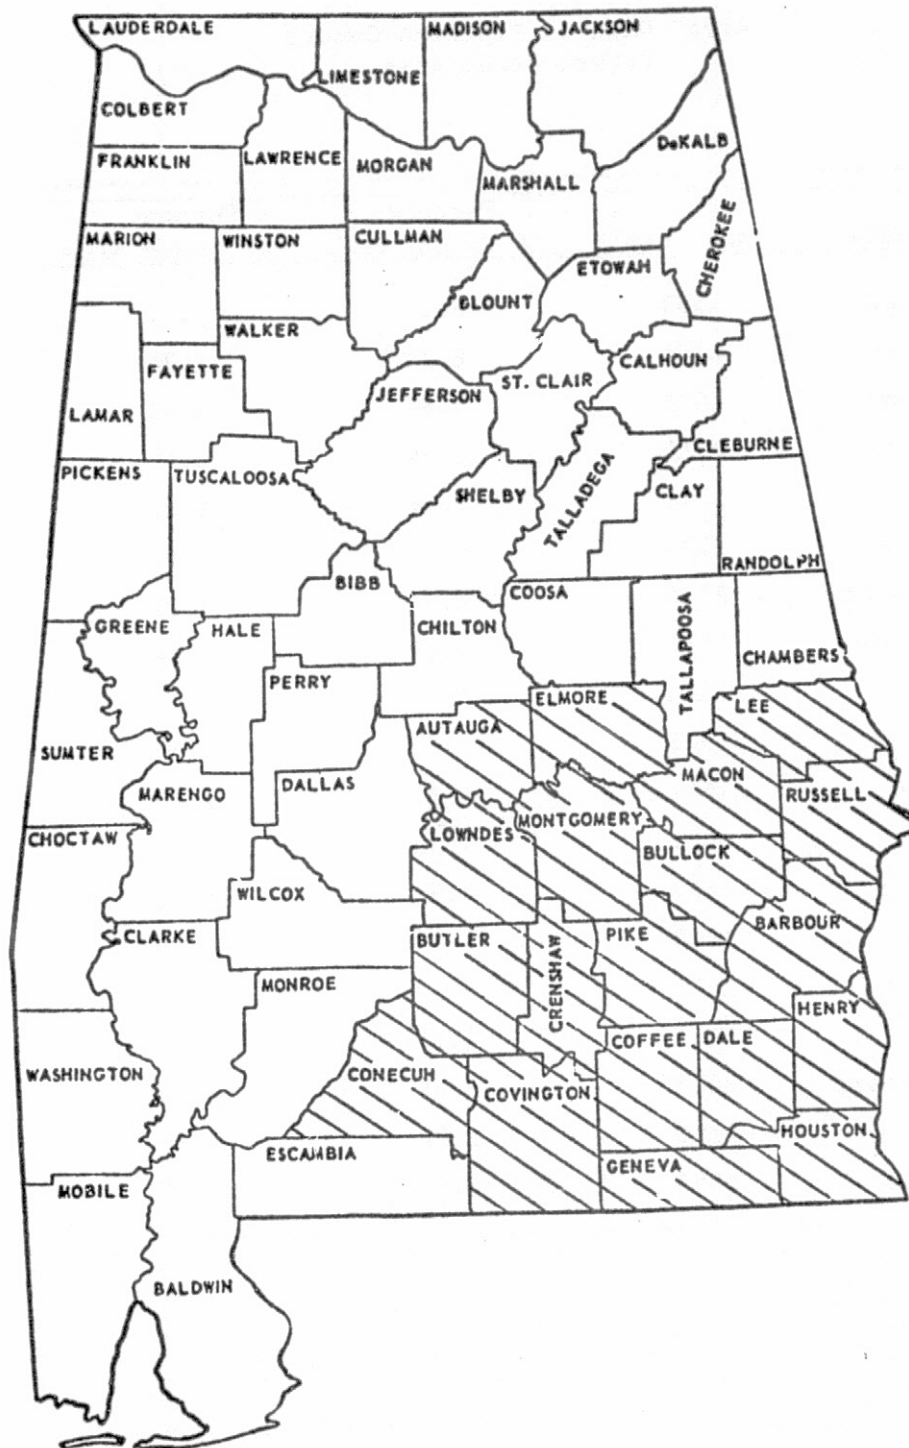 LAUDERDALE
MADISON
JACKSON
LIMESTONE
COLBERT
DeKALB
FRANKLIN
LAWRENCE
MORGAN
MARSHALL
CHEROKEE
MARION
WINSTON
CULLMAN
ETOWAH
BLOUNT
WALKER
FAYETTE
JEFFERSON
ST. CLAIR
CALHOUN
LAMAR
CLEBURNE
PICKENS
TUSCALOOSA
SHELBY
TALLADEGA
CLAY
RANDOLPH
BIBB
COOSA
GREENE
HALE
CHILTON
TALLAPOOSA
CHAMBERS
PERRY
ELMORE
LEE
AUTAUGA
SUMTER
MACON
DALLAS
MARENGO
RUSSELL
MONTGOMERY
LOWNDES
CHOCTAW
BULLOCK
WILCOX
BARBOUR
CLARKE
BUTLER
CRENSHAW
PIKE
MONROE
HENRY
COFFEE
DALE
WASHINGTON
CONECUH
COVINGTON
HOUSTON
ESCAMBIA
GENEVA
MOBILE
BALDWIN